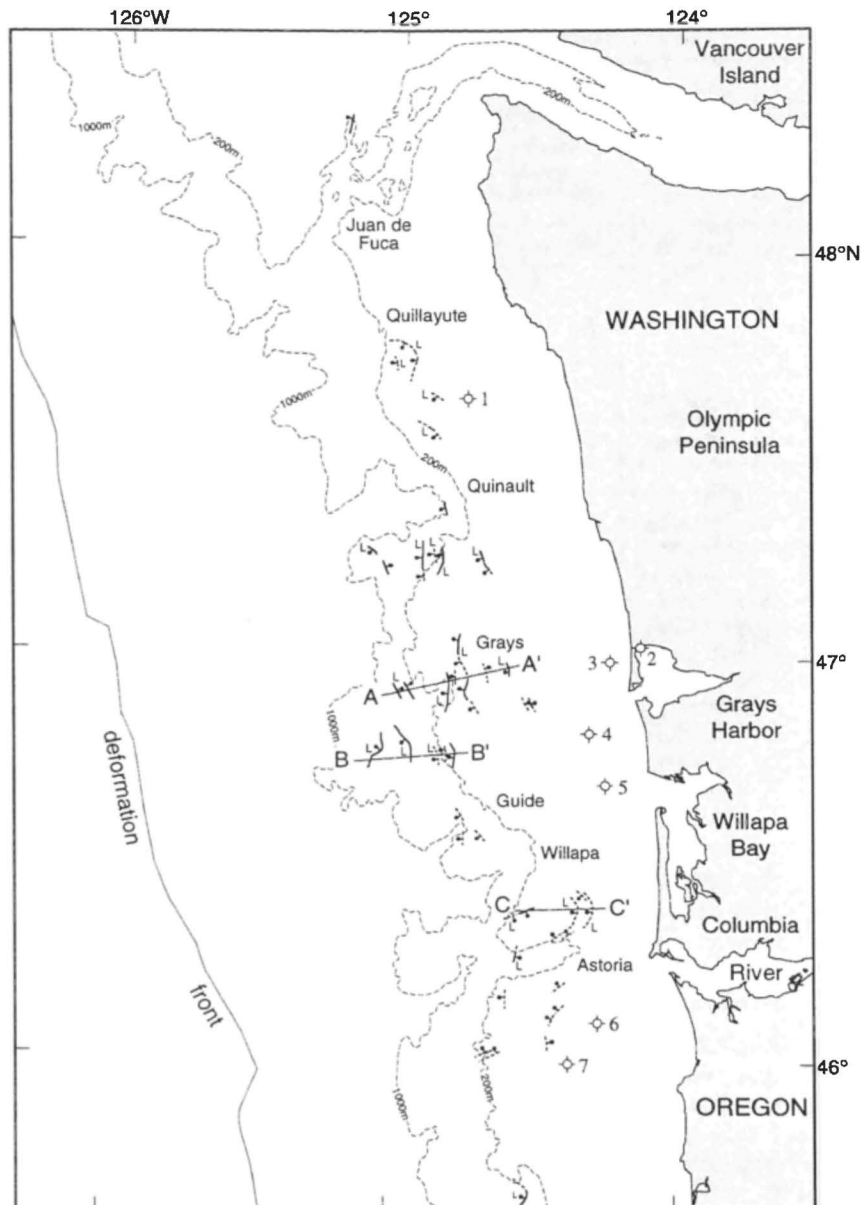 126°W
125°
124°
Vancouver
Island
200m
1000m
200m
Juan de
Fuca
48°N
Quillayute
WASHINGTON
L
L
L
1
1000m
Olympic
Peninsula
L
200m
Quinault
L
L
L
L
L
Grays
A'
3
2
47°
L
L
L
A
Grays
Harbor
1000m
4
L
L
L
B
B'
5
deformation
Guide
Willapa
Bay
Willapa
L
C
C'
L
L
Columbia
L
Astoria
River
front
6
46°
7
1000m
200m
OREGON
L